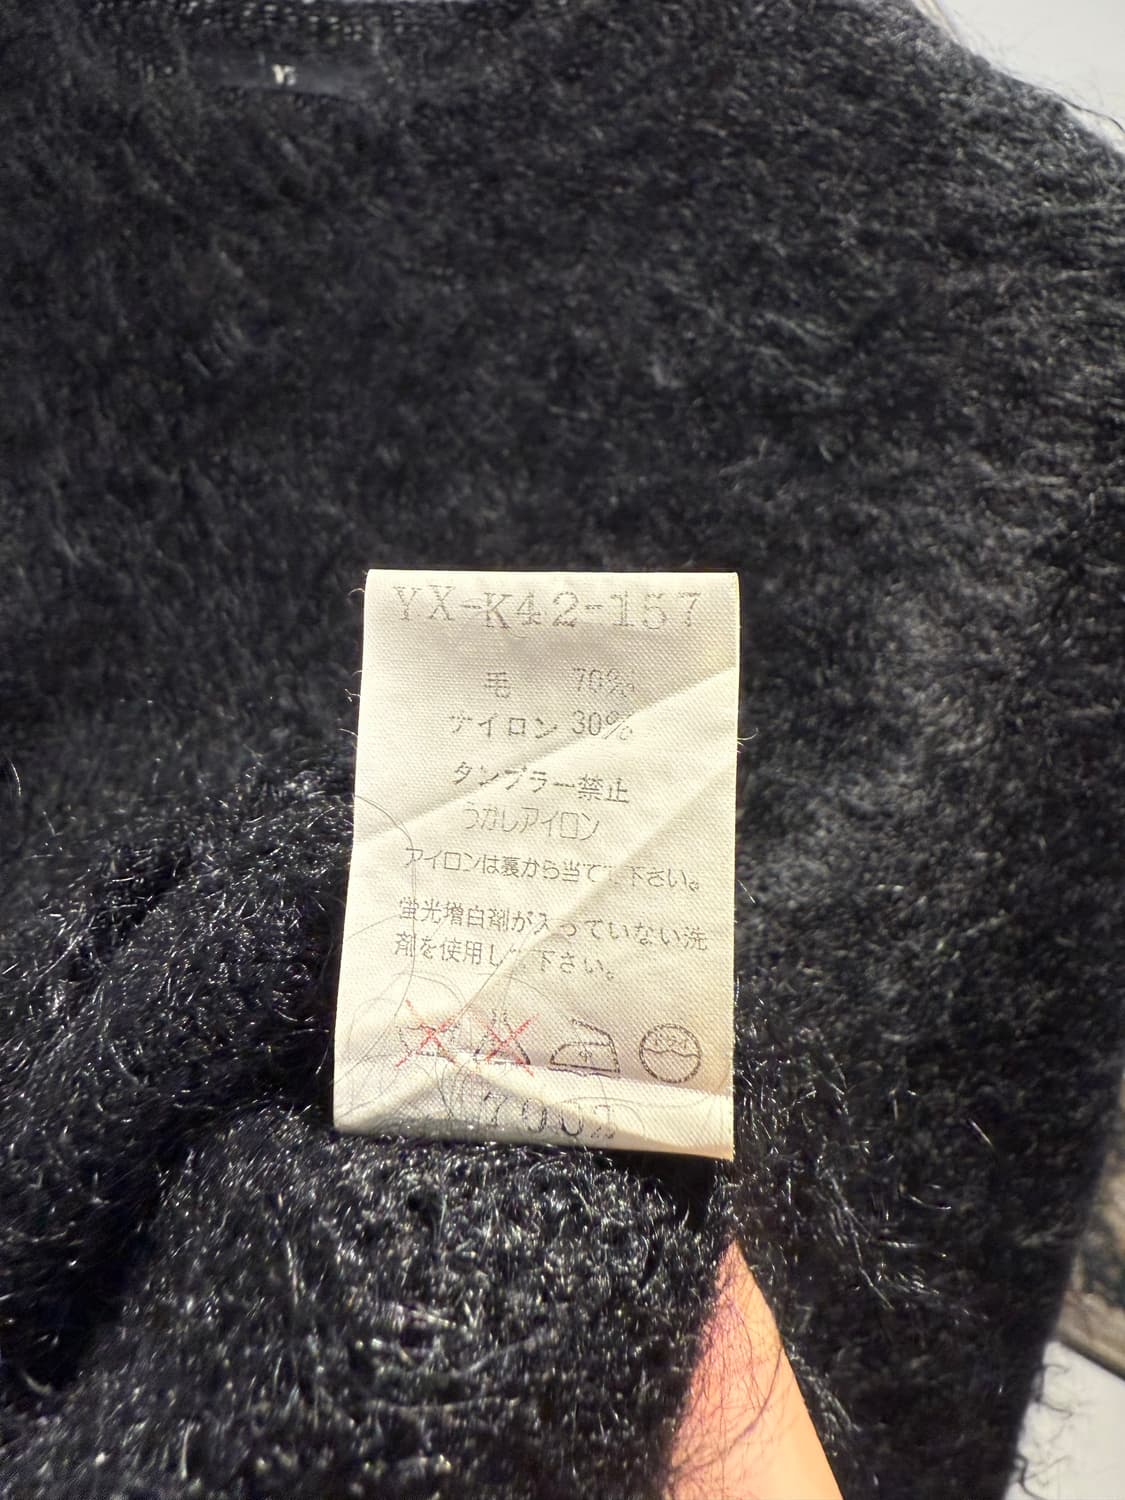 YX-K42-157
毛 70%
ナイロン 30%
タンブラー禁止
うかしアイロン
アイロンは裏から当てて下さい。
蛍光増白剤が入っていない洗
剤を使用して下さい。